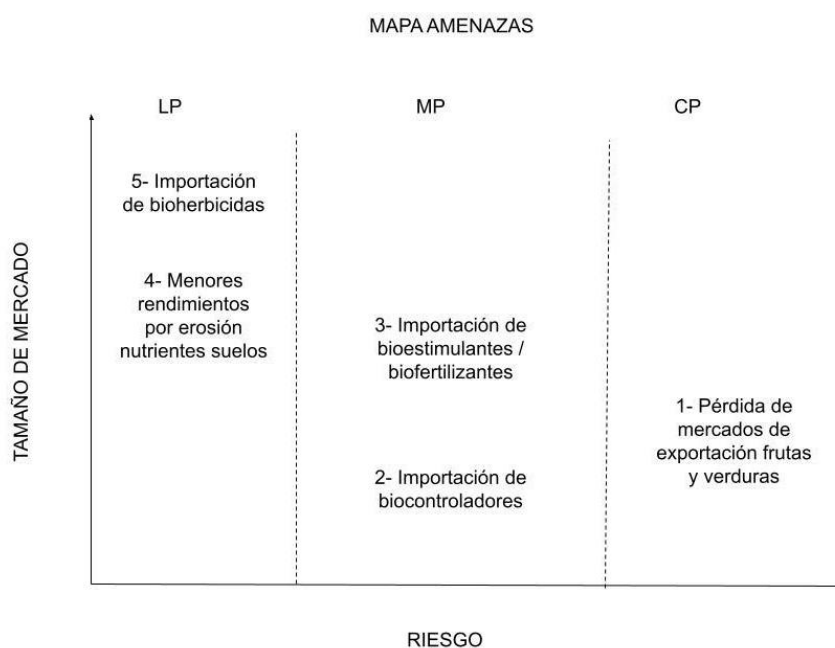 MAPA AMENAZAS
LP
MP
CP
5- Importación
de bioherbicidas
4- Menores
rendimientos
por erosión
nutrientes suelos
3- Importación de
bioestimulantes /
biofertilizantes
2- Importación de
biocontroladores
1- Pérdida de
mercados de
exportación frutas
y verduras
TAMAÑO DE MERCADO
RIESGO